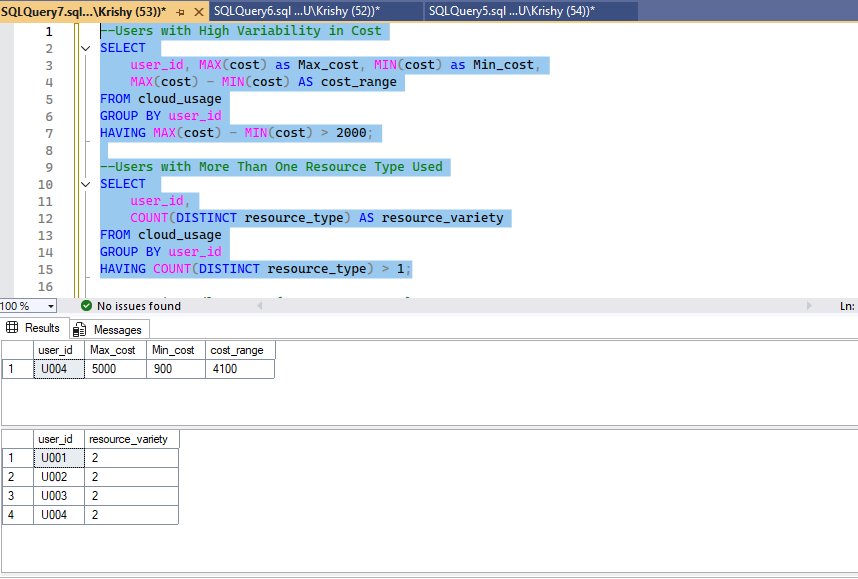 SQLQuery7.sql...\Krishy (53))* SQLQuery6.sql ...U\Krishy (52))* SQLQuery5.sql ...U\Krishy (54))*
1 --Users with High Variability in Cost
2 SELECT
3 user_id, MAX(cost) as Max_cost, MIN(cost) as Min_cost,
4 MAX(cost) - MIN(cost) AS cost_range
5 FROM cloud_usage
6 GROUP BY user_id
7 HAVING MAX(cost) - MIN(cost) > 2000;
8
9 --Users with More Than One Resource Type Used
10 SELECT
11 user_id,
12 COUNT(DISTINCT resource_type) AS resource_variety
13 FROM cloud_usage
14 GROUP BY user_id
15 HAVING COUNT(DISTINCT resource_type) > 1;
16
100 % No issues found Ln:
Results Messages
user_id Max_cost Min_cost cost_range
1 U004 5000 900 4100
user_id resource_variety
1 U001 2
2 U002 2
3 U003 2
4 U004 2